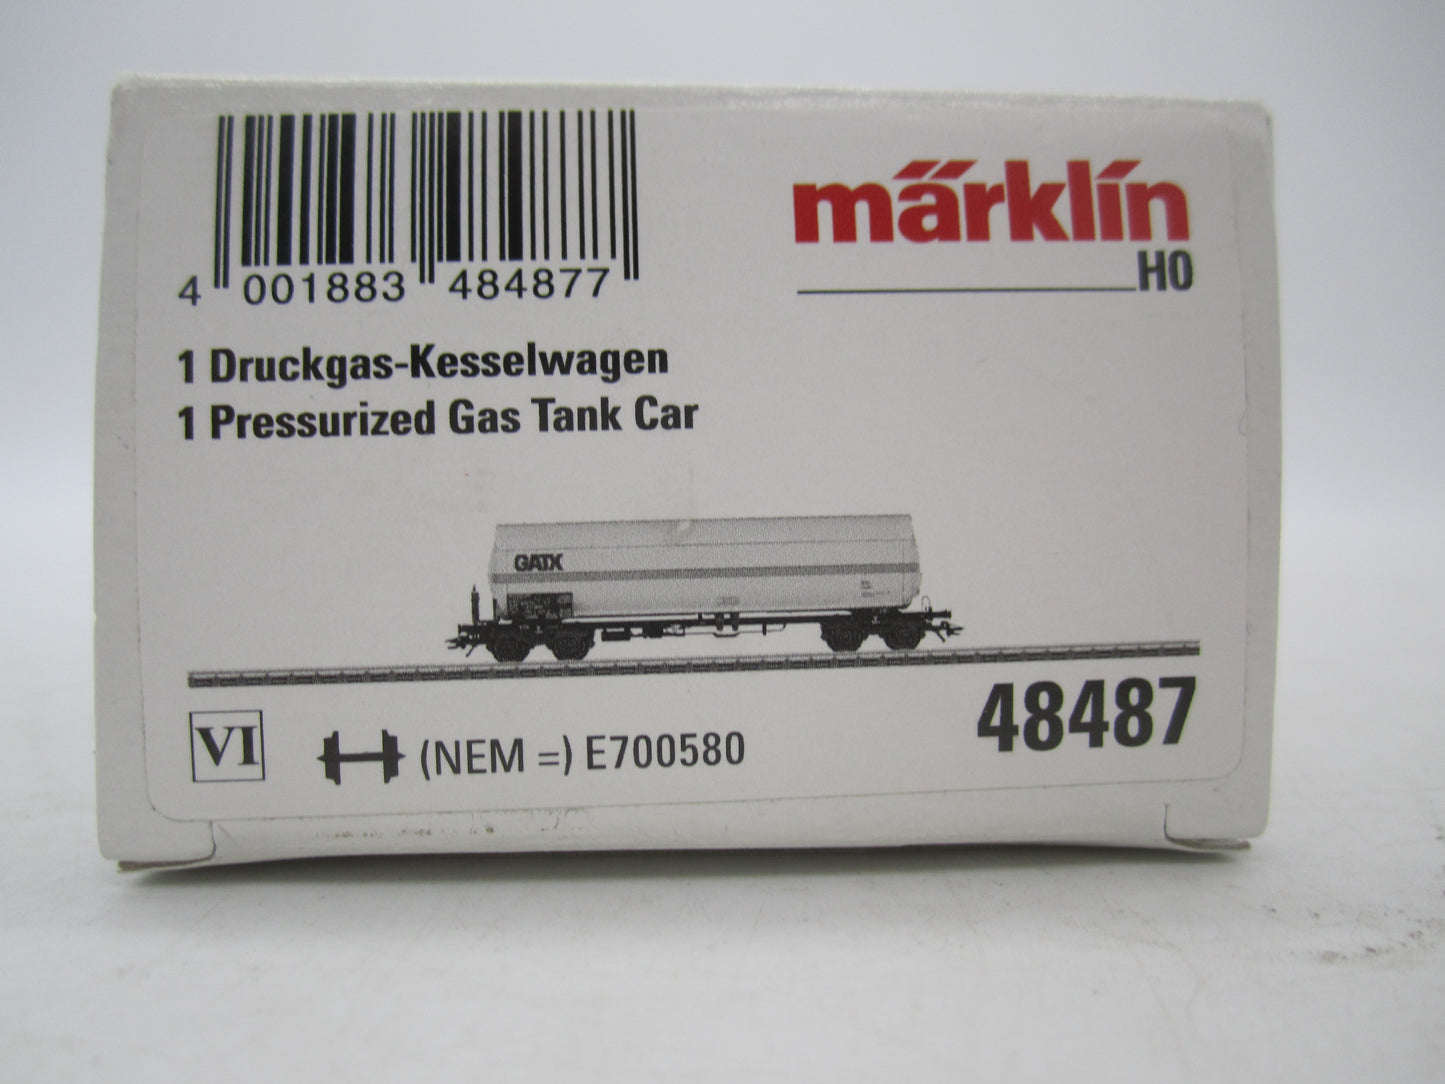 märklin
H0
4 001883 484877
1 Druckgas-Kesselwagen
1 Pressurized Gas Tank Car
GATX
VI
(NEM =) E700580
48487